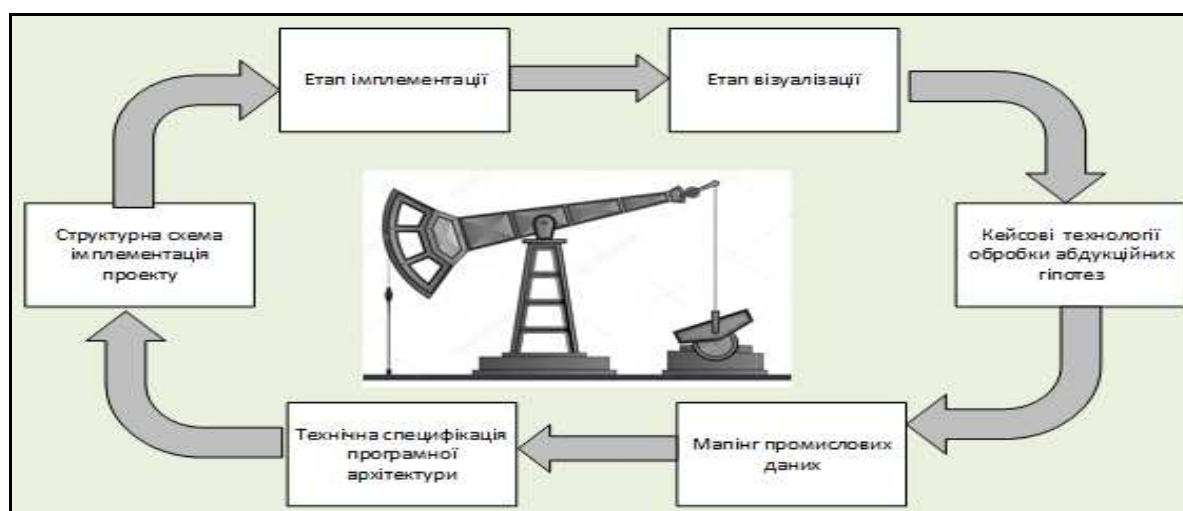 Етап імплементації
Етап візуалізації
Структурна схема
імплементація
проекту
Кейсові технології
обробки абдукційних
гіпотез
Технічна специфікація
програмної
архітектури
Мапінг промислових
даних